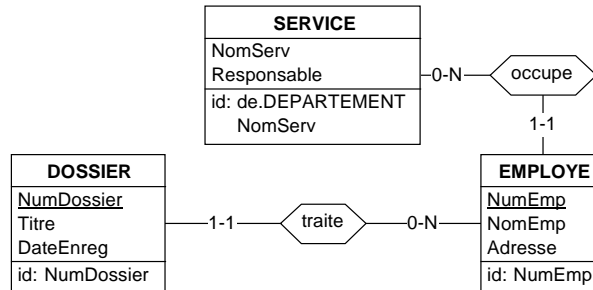 SERVICE
NomServ
Responsable
id: de.DEPARTEMENT
NomServ
0-N
occupe
1-1
DOSSIER
NumDossier
Titre
DateEnreg
id: NumDossier
1-1
traite
0-N
EMPLOYE
NumEmp
NomEmp
Adresse
id: NumEmp